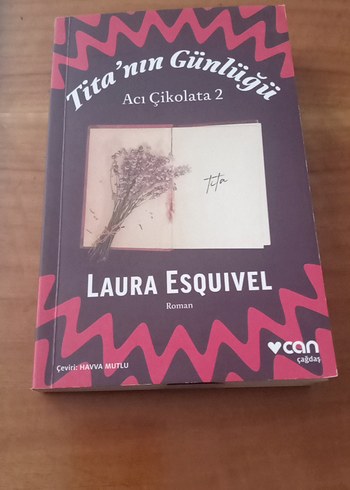 Tita'nın Günlüğü
Acı Çikolata 2
tita
LAURA ESQUIVEL
Roman
can
çağdaş
Çeviri: HAVVA MUTLU